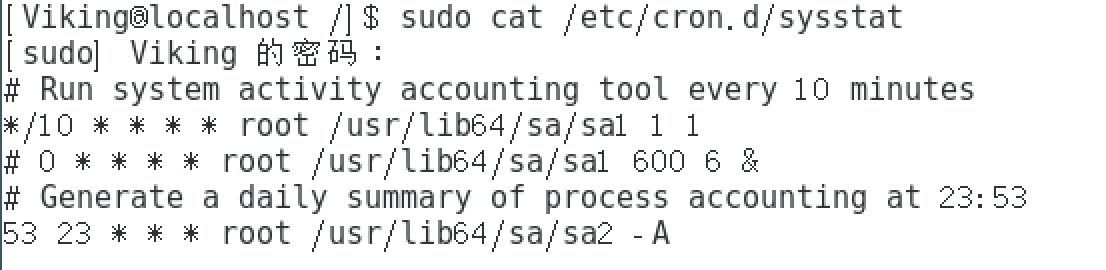 [Viking@localhost /]$ sudo cat /etc/cron.d/sysstat
[sudo] Viking 的密码：
# Run system activity accounting tool every 10 minutes
*/10 * * * * root /usr/lib64/sa/sa1 1 1
# 0 * * * * root /usr/lib64/sa/sa1 600 6 &
# Generate a daily summary of process accounting at 23:53
53 23 * * * root /usr/lib64/sa/sa2 -A